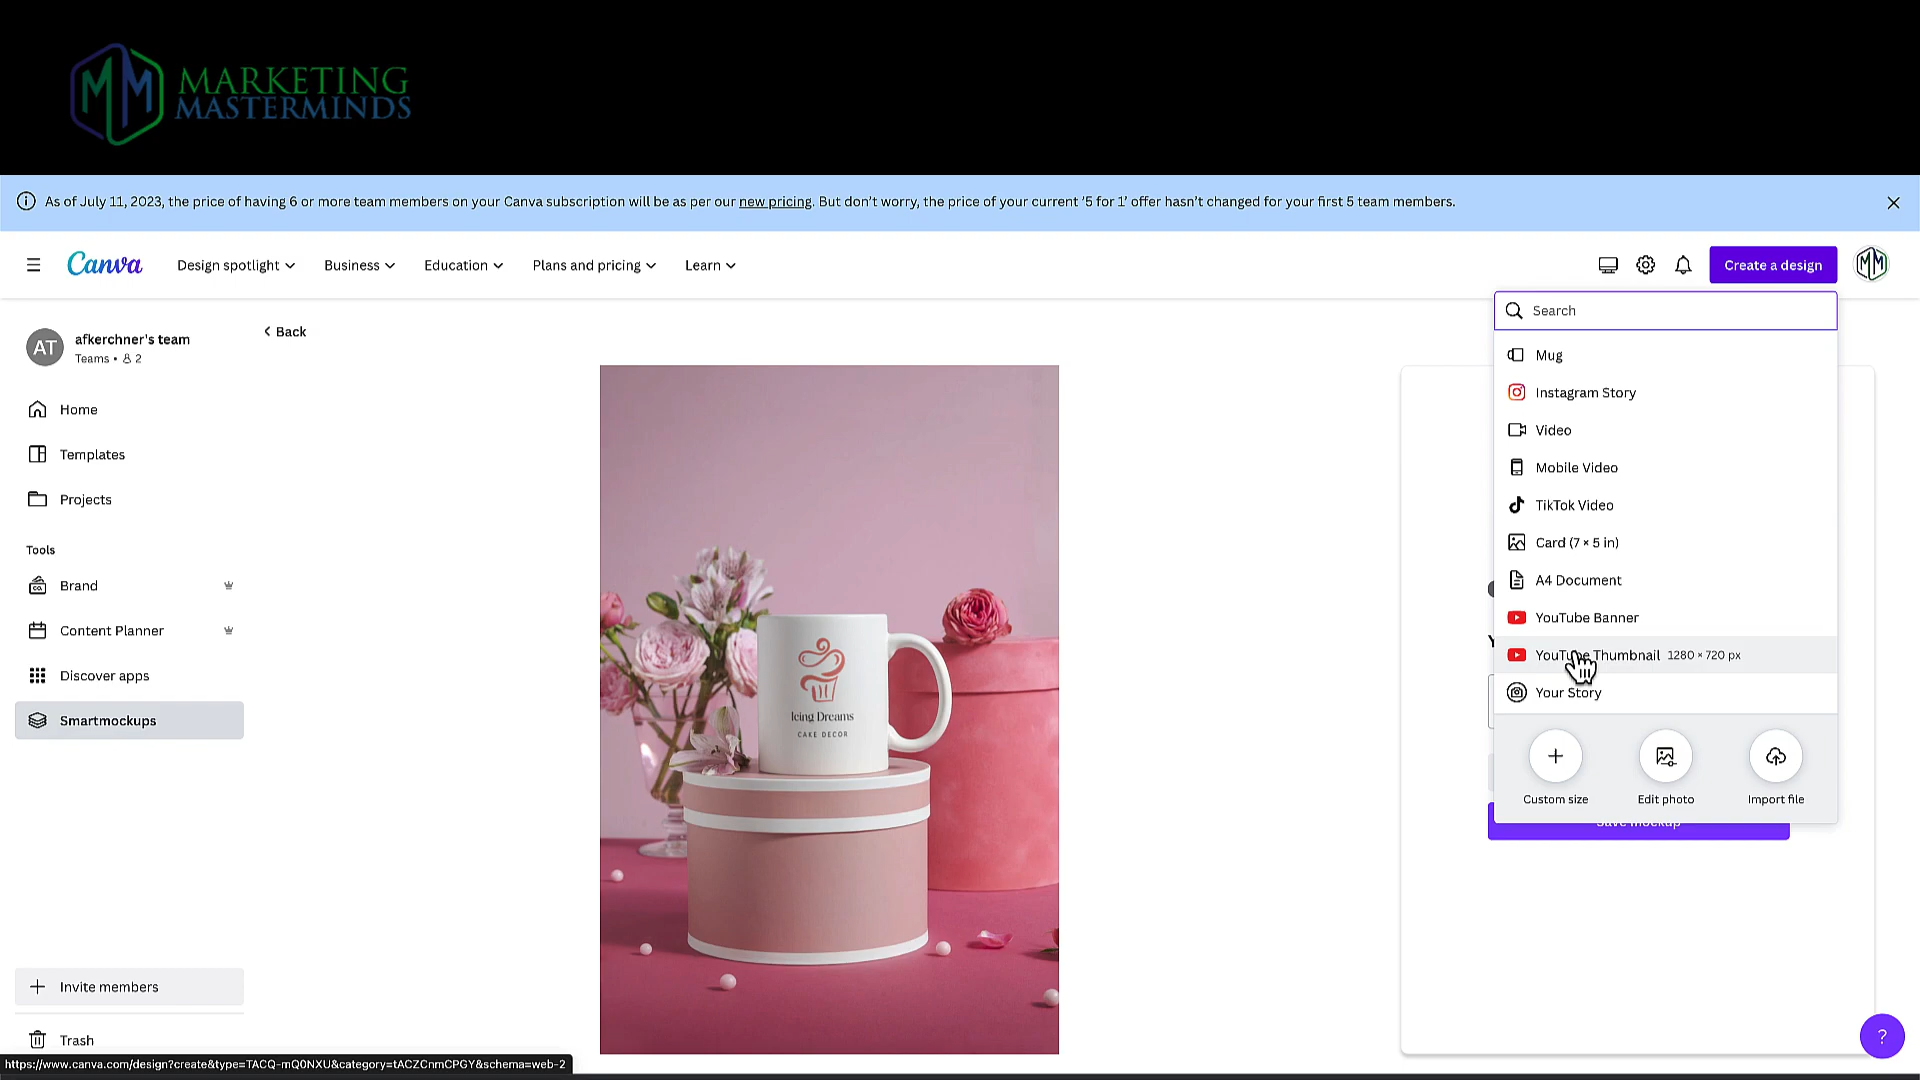 MARKETING
MASTERMINDS
As of July 11, 2023, the price of having 6 or more team members on your Canva subscription will be as per our new pricing. But don't worry, the price of your current '5 for 1' offer hasn't changed for your first 5 team members.
Canva
Design spotlight
Business
Education
Plans and pricing
Learn
Create a design
MM
AT
afkerchner's team
Teams • 2
Back
Home
Templates
Projects
Tools
Brand
Content Planner
Discover apps
Smartmockups
Invite members
Trash
https://www.canva.com/design?create&type=TACQ-mQ0NXU&category=tACZCnmCPGY&schema=web-2
Icing Dreams
CAKE DECOR
Search
Mug
Instagram Story
Video
Mobile Video
TikTok Video
Card (7 × 5 in)
A4 Document
YouTube Banner
YouTube Thumbnail 1280 × 720 px
Your Story
Custom size
Edit photo
Import file
Save mockup
?